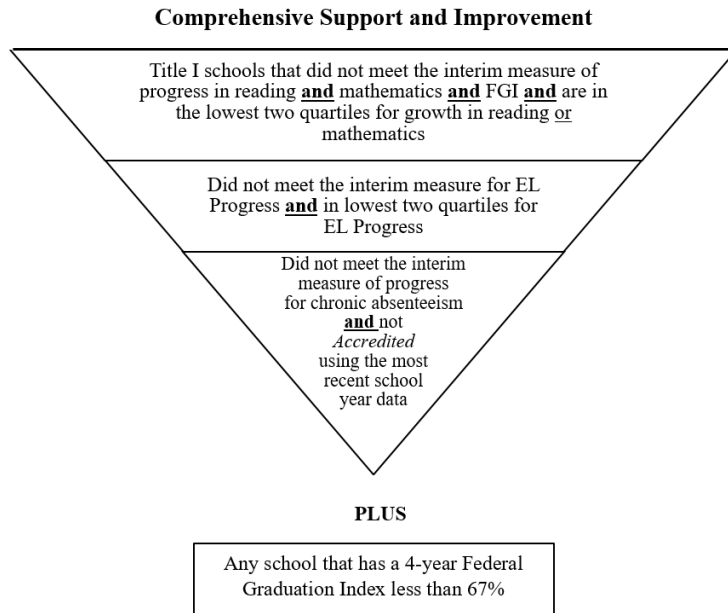 Comprehensive Support and Improvement
Title I schools that did not meet the interim measure of
progress in reading and mathematics and FGI and are in
the lowest two quartiles for growth in reading or
mathematics
Did not meet the interim measure for EL
Progress and in lowest two quartiles for
EL Progress
Did not meet the interim
measure of progress
for chronic absenteeism
and not
Accredited
using the most
recent school
year data
PLUS
Any school that has a 4-year Federal
Graduation Index less than 67%